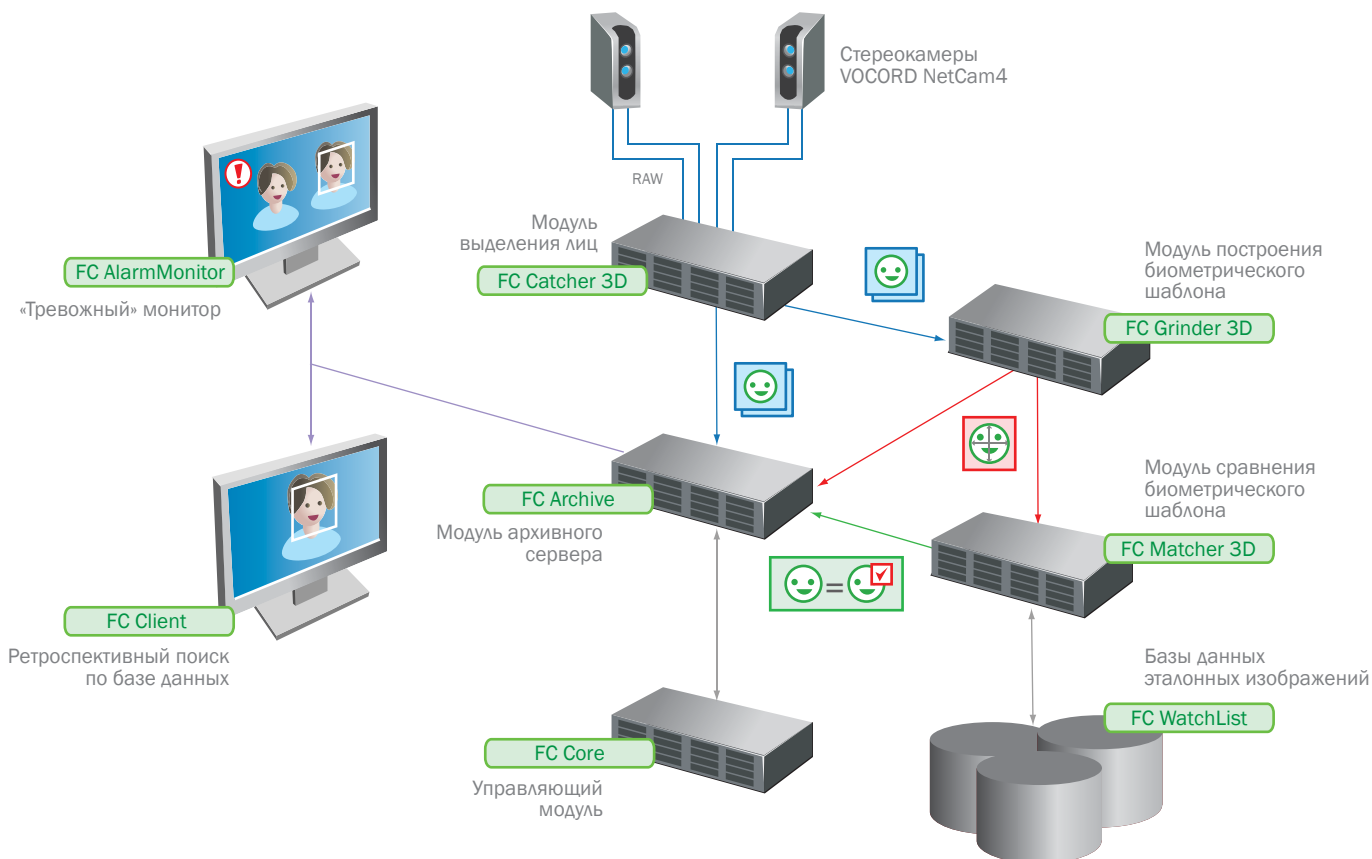 Стереокамеры
VOCORD NetCam4
RAW
Модуль
выделения лиц
FC Catcher 3D
Модуль построения
биометрического
шаблона
FC Grinder 3D
FC AlarmMonitor
«Тревожный» монитор
FC Archive
Модуль архивного
сервера
Модуль сравнения
биометрического
шаблона
FC Matcher 3D
FC Client
Ретроспективный поиск
по базе данных
Базы данных
эталонных изображений
FC WatchList
FC Core
Управляющий
модуль